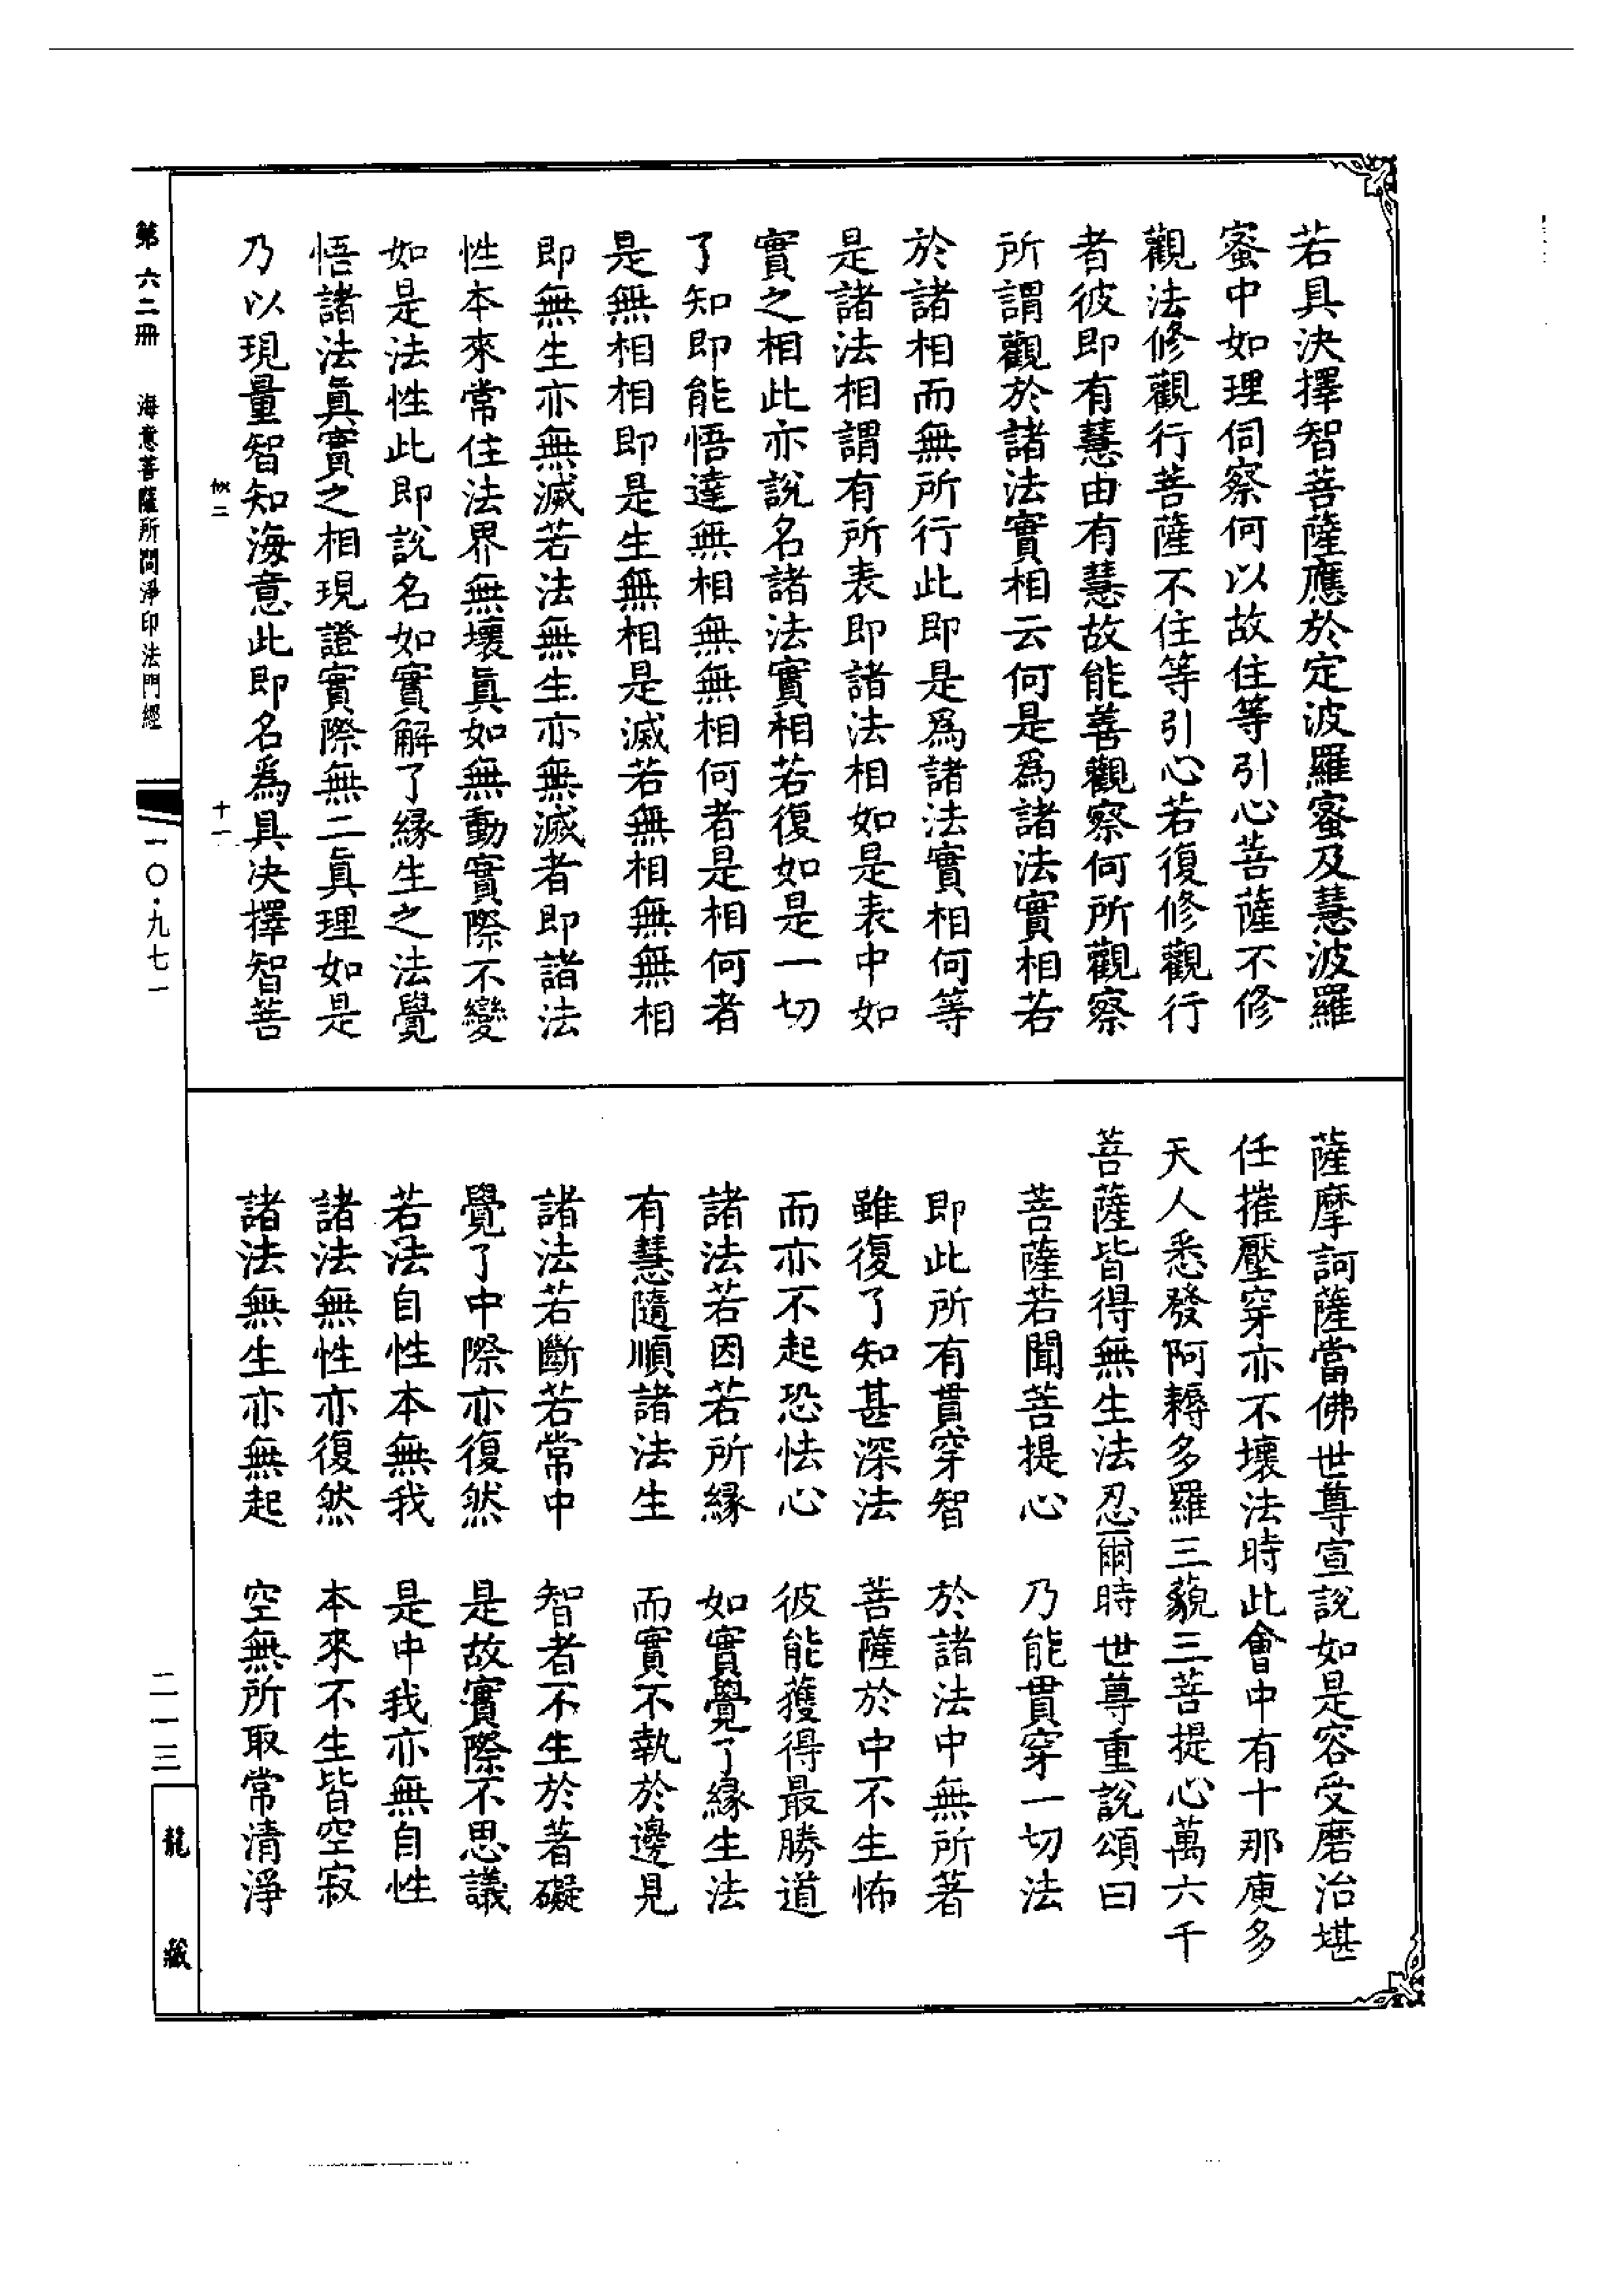 若具決擇智菩薩應於定波羅蜜及慧波羅
蜜中如理伺察何以故住等引心菩薩不修
觀法修觀行菩薩不住等引心若復修觀行
者彼即有慧由有慧故能善觀察何所觀察
所謂觀於諸法實相云何是爲諸法實相若
於諸相而無所行此即是爲諸法實相何等
是諸法相謂有所表即諸法相如是表中如
實之相此亦說名諸法實相若復如是一切
了知即能悟達無相無無相何者是相何者
是無相相即是生無相是滅若無相無無相
即無生亦無滅若法無生亦無滅者即諸法
性本來常住法界無壞眞如無動實際不變
如是法性此即說名如實解了緣生之法覺
悟諸法眞實之相現證實際無二眞理如是
乃以現量智知海意此即名爲具決擇智菩
十一
薩摩訶薩當佛世尊宣說如是容受磨治堪
任摧壓穿亦不壞法時此會中有十那庾多
天人悉發阿耨多羅三藐三菩提心萬六千
菩薩皆得無生法忍爾時世尊重說頌曰
菩薩若聞菩提心　乃能貫穿一切法
即此所有貫穿智　於諸法中無所著
雖復了知甚深法　菩薩於中不生怖
而亦不起恐怯心　彼能獲得最勝道
諸法若因若所緣　如實覺了緣生法
有慧隨順諸法生　而實不執於邊見
諸法若斷若常中　智者不生於著礙
覺了中際亦復然　是故實際不思議
若法自性本無我　是中我亦無自性
諸法無性亦復然　本來不生皆空寂
諸法無生亦無起　空無所取常清淨
第六二冊　海意菩薩所問淨印法門經
一〇·九七一
二一三
龍藏